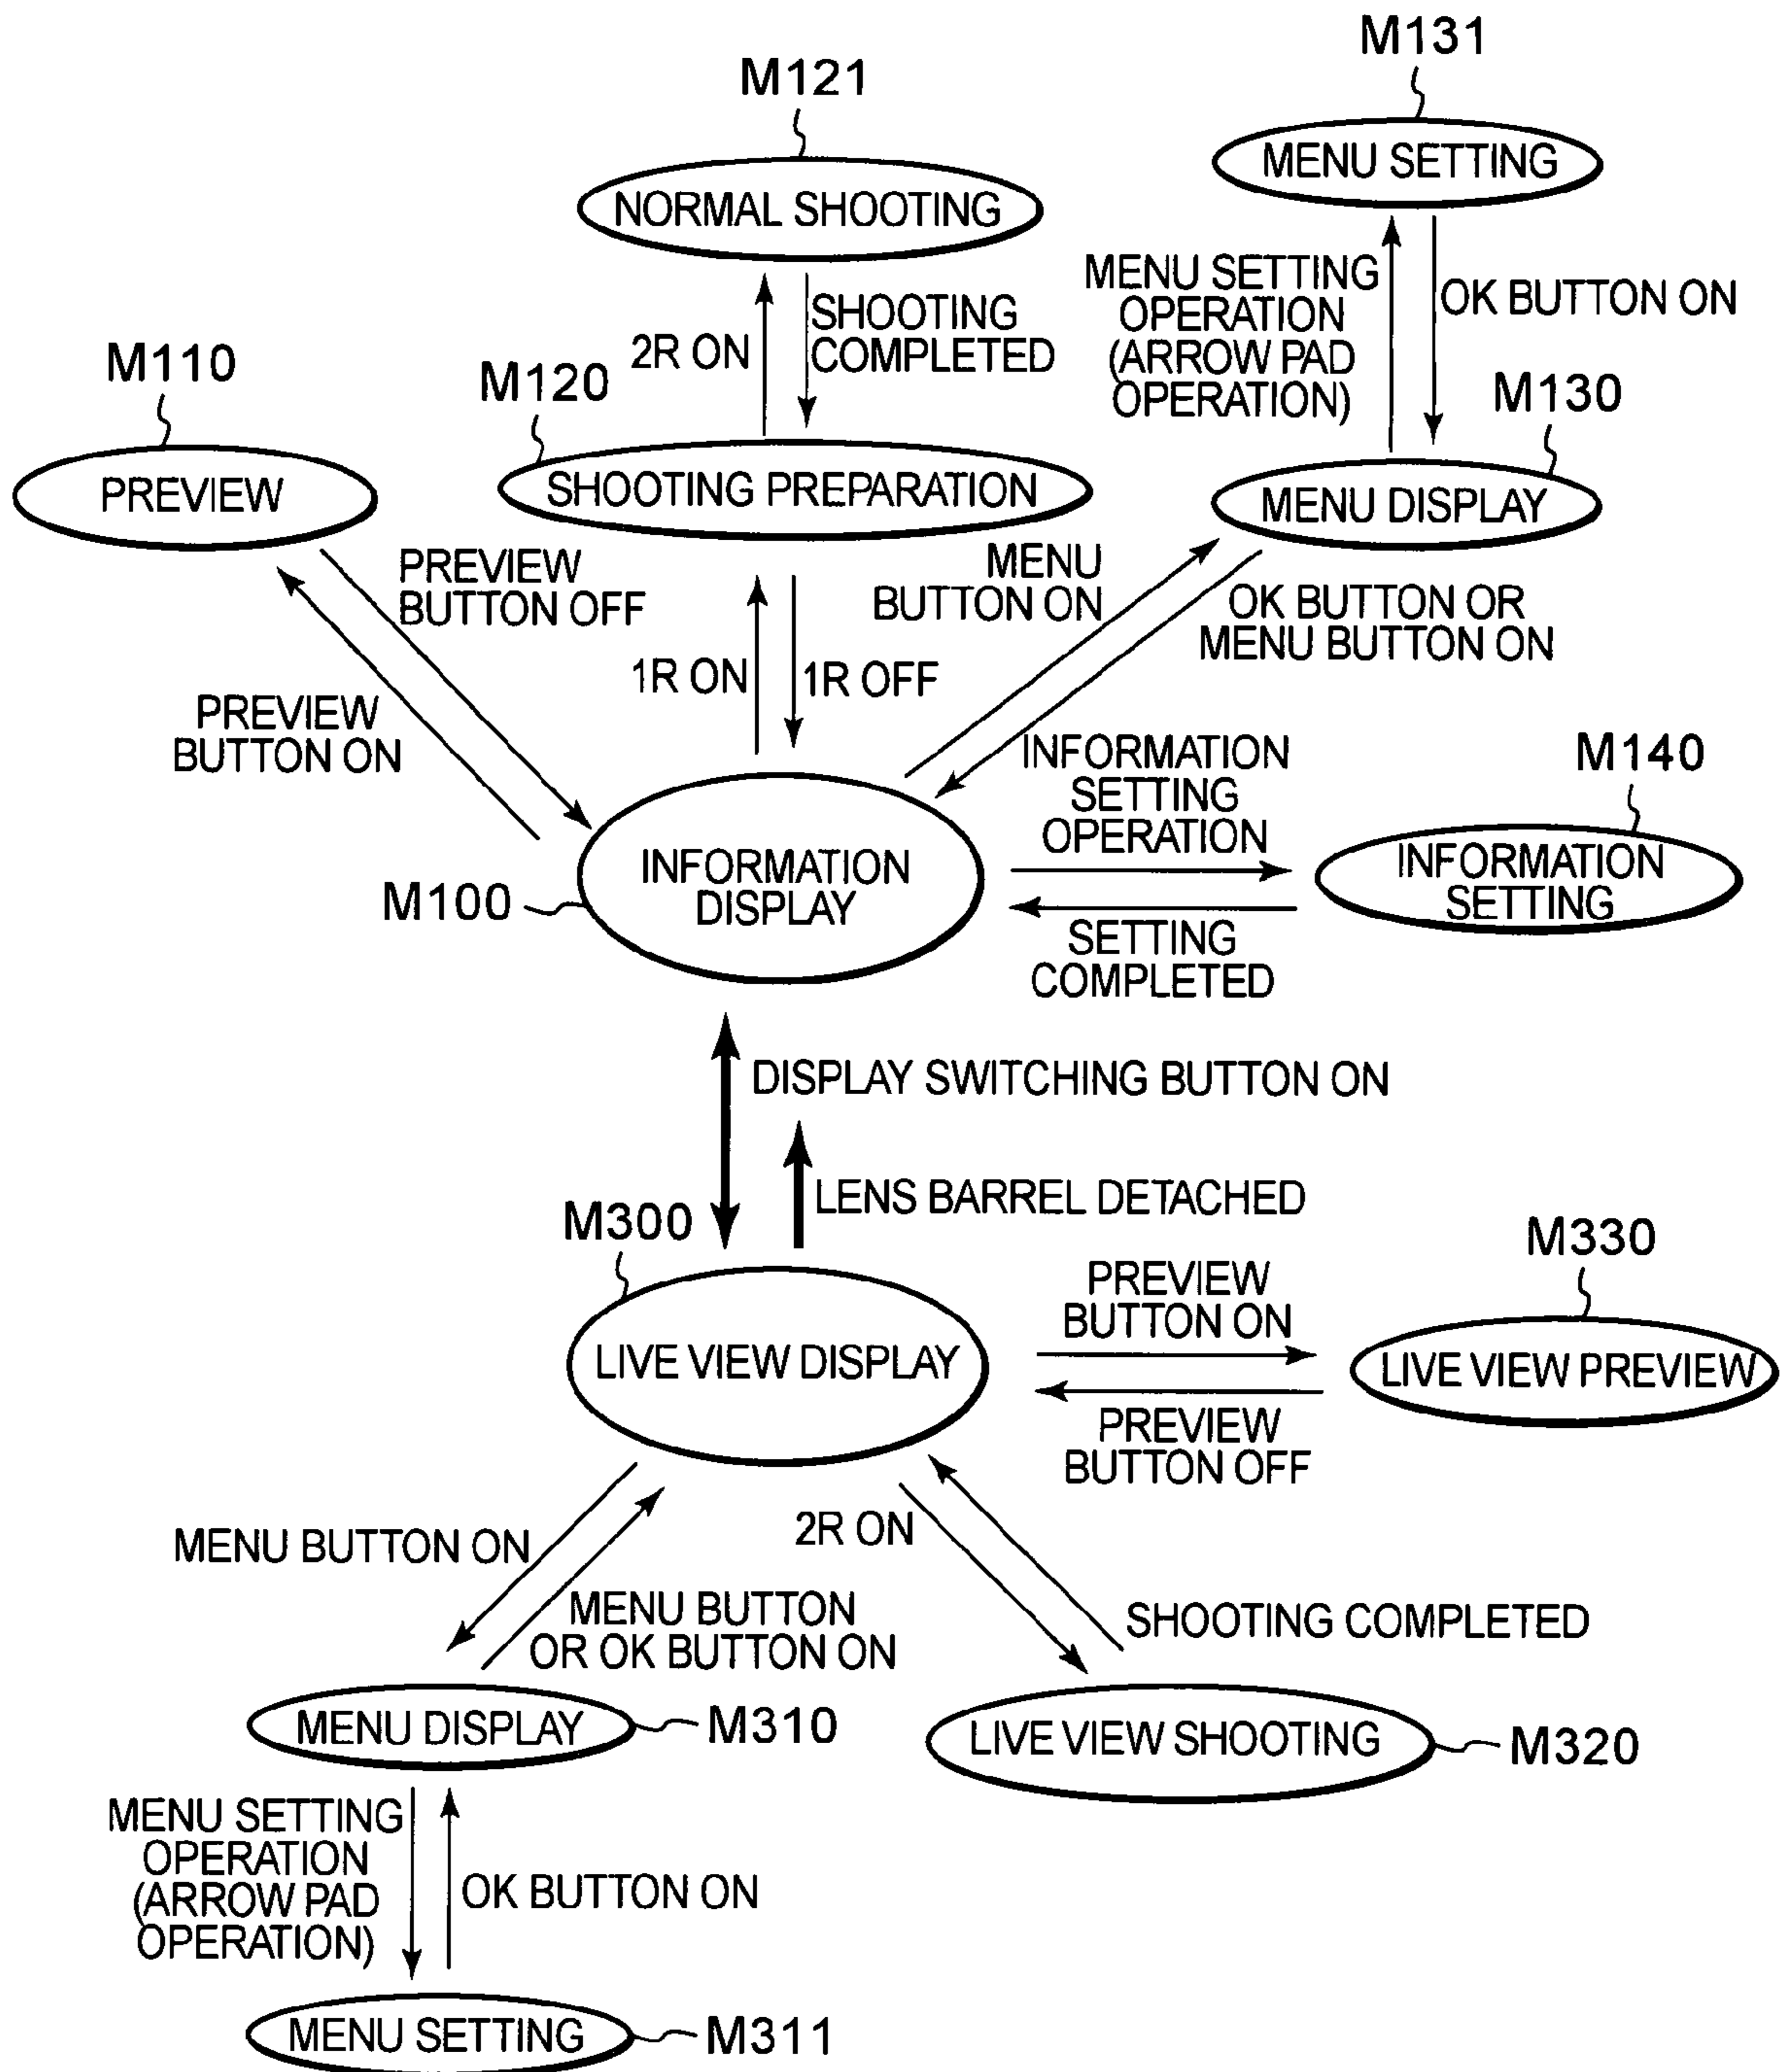 M131
M121
MENU SETTING
NORMAL SHOOTING
MENU SETTING
OPERATION
(ARROW PAD
OPERATION)
OK BUTTON ON
SHOOTING
COMPLETED
2R ON
M110
M120
M130
PREVIEW
SHOOTING PREPARATION
MENU DISPLAY
PREVIEW
BUTTON OFF
MENU
BUTTON ON
OK BUTTON OR
MENU BUTTON ON
1R ON
1R OFF
PREVIEW
BUTTON ON
INFORMATION
SETTING
OPERATION
M140
INFORMATION
DISPLAY
M100
INFORMATION
SETTING
SETTING
COMPLETED
DISPLAY SWITCHING BUTTON ON
LENS BARREL DETACHED
M300
M330
PREVIEW
BUTTON ON
LIVE VIEW DISPLAY
LIVE VIEW PREVIEW
PREVIEW
BUTTON OFF
MENU BUTTON ON
2R ON
MENU BUTTON
OR OK BUTTON ON
SHOOTING COMPLETED
MENU DISPLAY
M310
LIVE VIEW SHOOTING
M320
MENU SETTING
OPERATION
(ARROW PAD
OPERATION)
OK BUTTON ON
MENU SETTING
M311